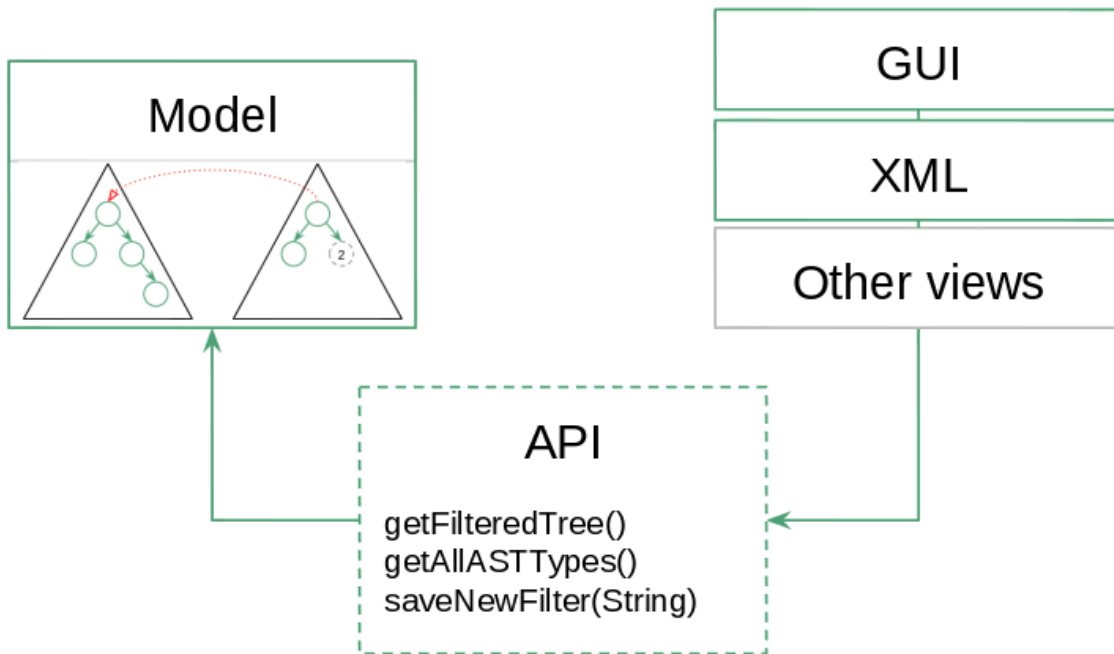 Model
2
GUI
XML
Other views
API
getFilteredTree()
getAllASTTypes()
saveNewFilter(String)